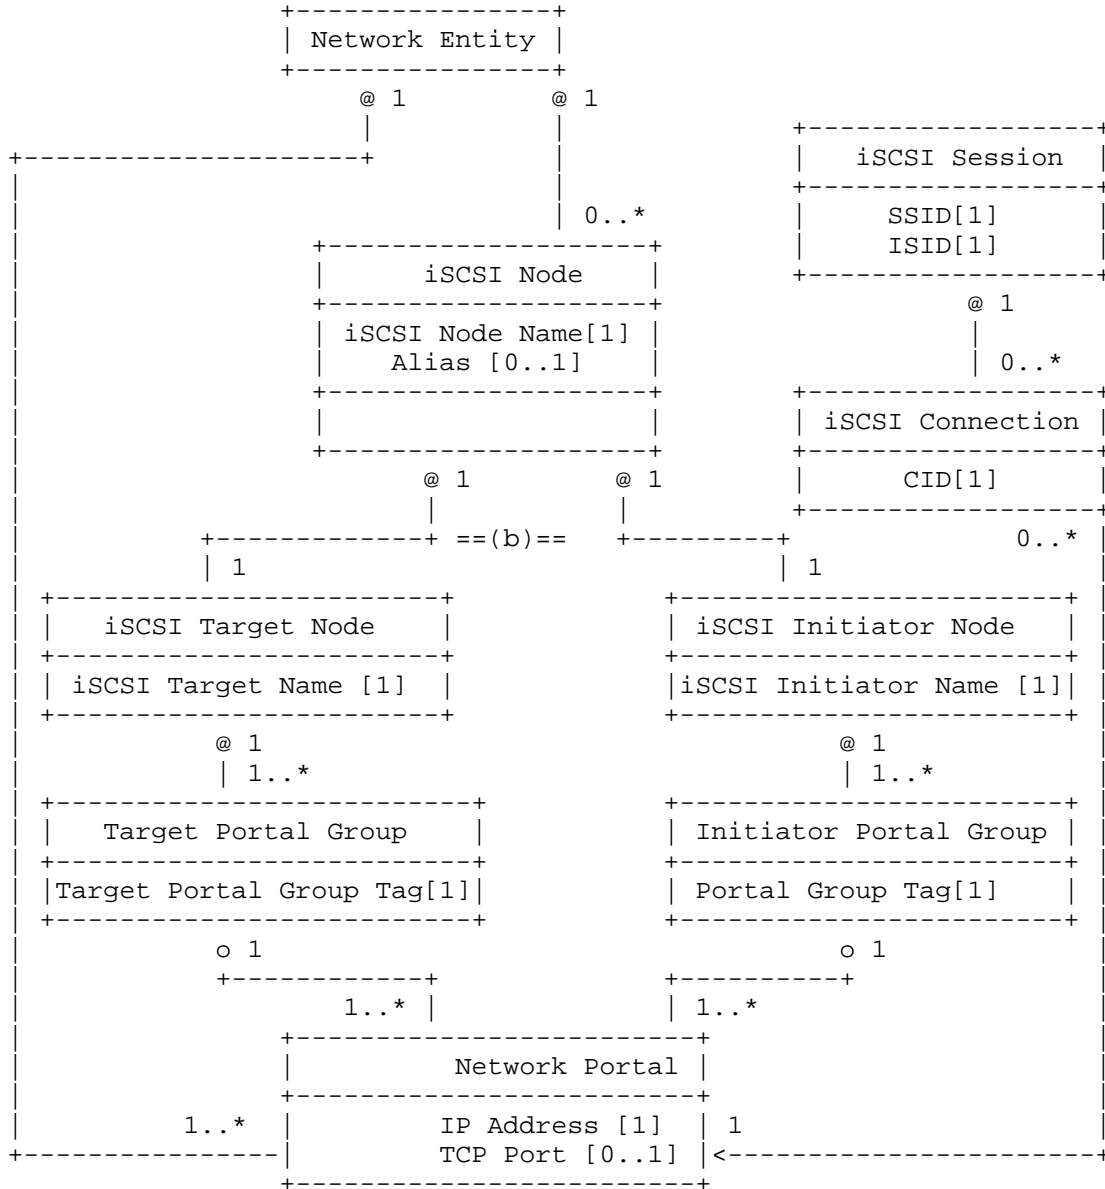 Network Entity
@ 1 @ 1
iSCSI Session
SSID[1]
0..*
ISID[1]
iSCSI Node
@ 1
iSCSI Node Name[1]
Alias [0..1]
0..*
iSCSI Connection
@ 1 @ 1 CID[1]
==(b)== 0..*
1 1
iSCSI Target Node iSCSI Initiator Node
iSCSI Target Name [1] iSCSI Initiator Name [1]
@ 1 @ 1
1..* 1..*
Target Portal Group Initiator Portal Group
Target Portal Group Tag[1] Portal Group Tag[1]
o 1 o 1
1..* 1..*
Network Portal
1..* IP Address [1] 1
TCP Port [0..1]